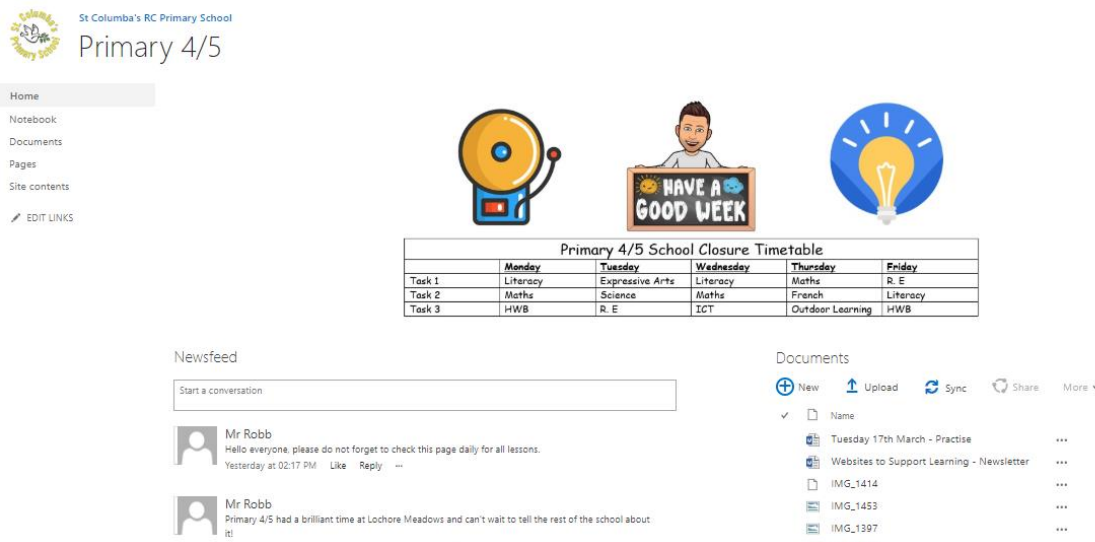 St Columba's
Primary School
St Columba's RC Primary School
Primary 4/5
Home
Notebook
Documents
Pages
Site contents
EDIT LINKS
HAVE A
GOOD WEEK
Primary 4/5 School Closure Timetable
Monday Tuesday Wednesday Thursday Friday
Task 1 Literacy Expressive Arts Literacy Maths R. E
Task 2 Maths Science Maths French Literacy
Task 3 HWB R. E ICT Outdoor Learning HWB
Newsfeed
Start a conversation
Mr Robb
Hello everyone, please do not forget to check this page daily for all lessons.
Yesterday at 02:17 PM Like Reply ...
Mr Robb
Primary 4/5 had a brilliant time at Lochore Meadows and can't wait to tell the rest of the school about
it!
Documents
New Upload Sync Share More
Name
Tuesday 17th March - Practise ...
Websites to Support Learning - Newsletter ...
IMG_1414 ...
IMG_1453 ...
IMG_1397 ...